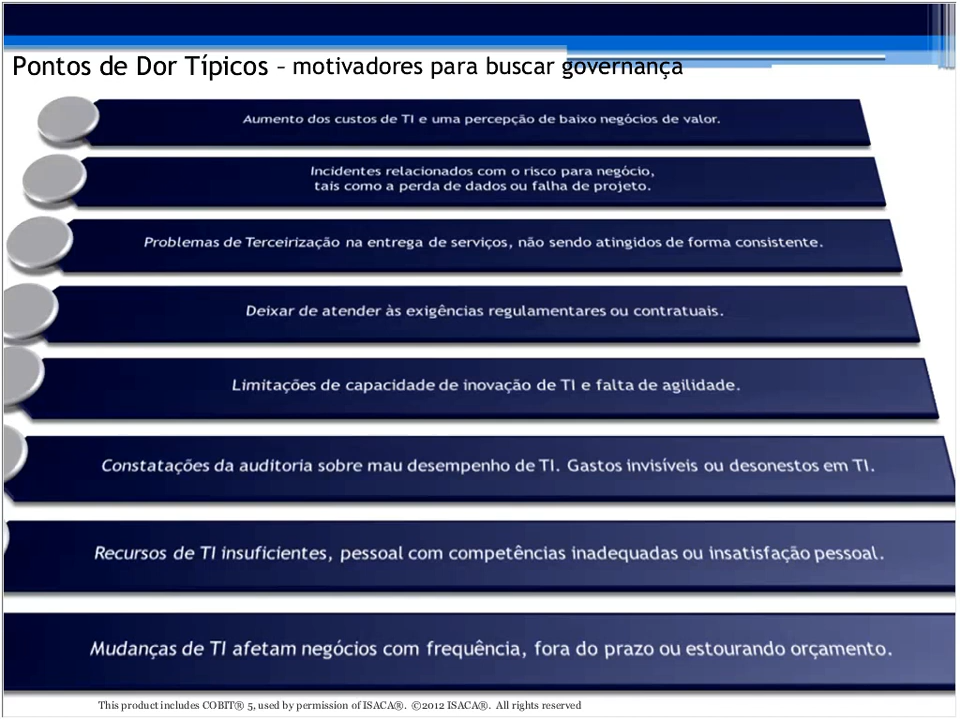 Pontos de Dor Típicos – motivadores para buscar governança
Aumento dos custos de TI e uma percepção de baixo negócios de valor.
Incidentes relacionados com o risco para negócio,
tais como a perda de dados ou falha de projeto.
Problemas de Terceirização na entrega de serviços, não sendo atingidos de forma consistente.
Deixar de atender às exigências regulamentares ou contratuais.
Limitações de capacidade de inovação de TI e falta de agilidade.
Constatações da auditoria sobre mau desempenho de TI. Gastos invisíveis ou desonestos em TI.
Recursos de TI insuficientes, pessoal com competências inadequadas ou insatisfação pessoal.
Mudanças de TI afetam negócios com frequência, fora do prazo ou estourando orçamento.
This product includes COBIT® 5, used by permission of ISACA®. ©2012 ISACA®. All rights reserved